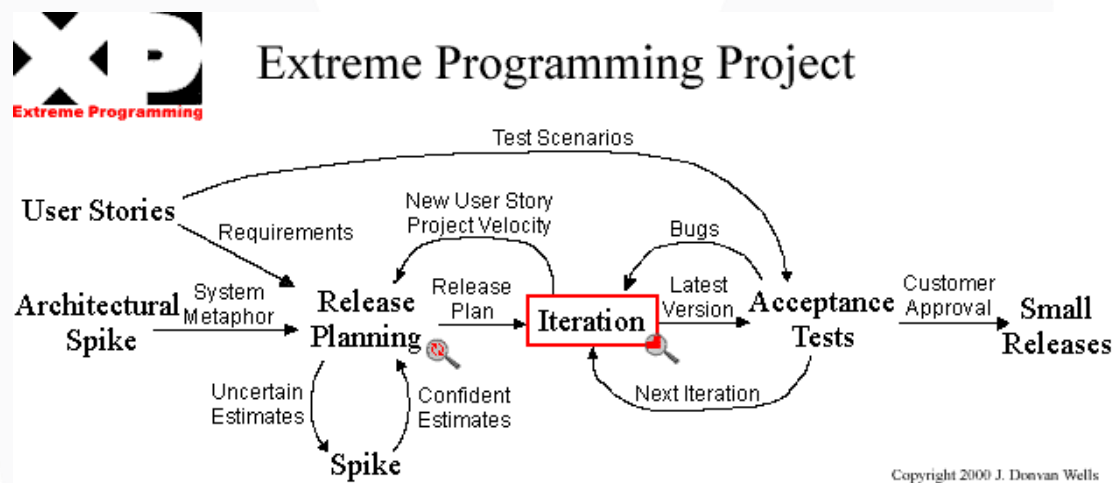 XP
Extreme Programming
Extreme Programming Project
Test Scenarios
User Stories
New User Story
Project Velocity
Bugs
Requirements
Architectural
Spike
System
Metaphor
Release
Planning
Release
Plan
Iteration
Latest
Version
Acceptance
Tests
Customer
Approval
Small
Releases
Uncertain
Estimates
Confident
Estimates
Next Iteration
Spike
Copyright 2000 J. Donvan Wells